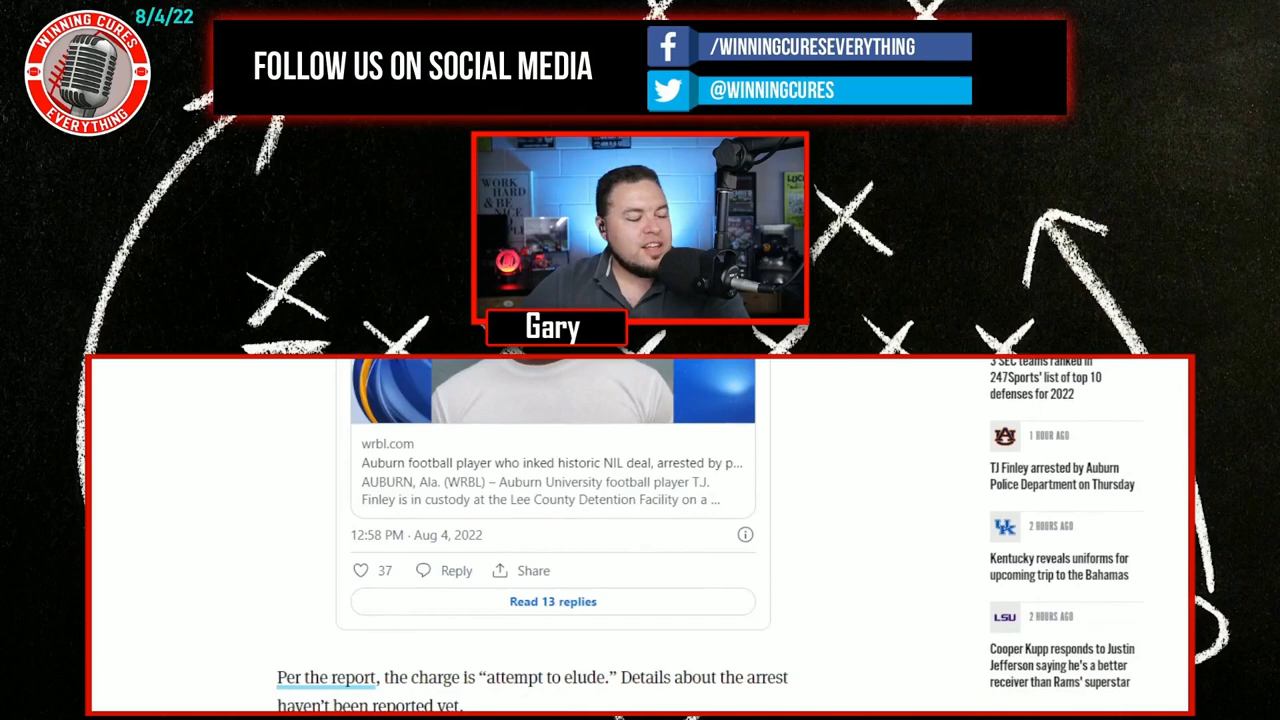 8/4/22
WINNING CURES
EVERYTHING
FOLLOW US ON SOCIAL MEDIA
/WINNINGCURESEVERYTHING
@WINNINGCURES
WORK
HARD
& BE
NICE
Gary
wrbl.com
Auburn football player who inked historic NIL deal, arrested by p...
AUBURN, Ala. (WRBL) – Auburn University football player T.J.
Finley is in custody at the Lee County Detention Facility on a ...
12:58 PM · Aug 4, 2022
37 Reply Share
Read 13 replies
Per the report, the charge is “attempt to elude.” Details about the arrest
haven’t been reported yet.
3 SEC teams ranked in
247Sports' list of top 10
defenses for 2022
1 HOUR AGO
TJ Finley arrested by Auburn
Police Department on Thursday
UK
2 HOURS AGO
Kentucky reveals uniforms for
upcoming trip to the Bahamas
LSU
2 HOURS AGO
Cooper Kupp responds to Justin
Jefferson saying he's a better
receiver than Rams' superstar